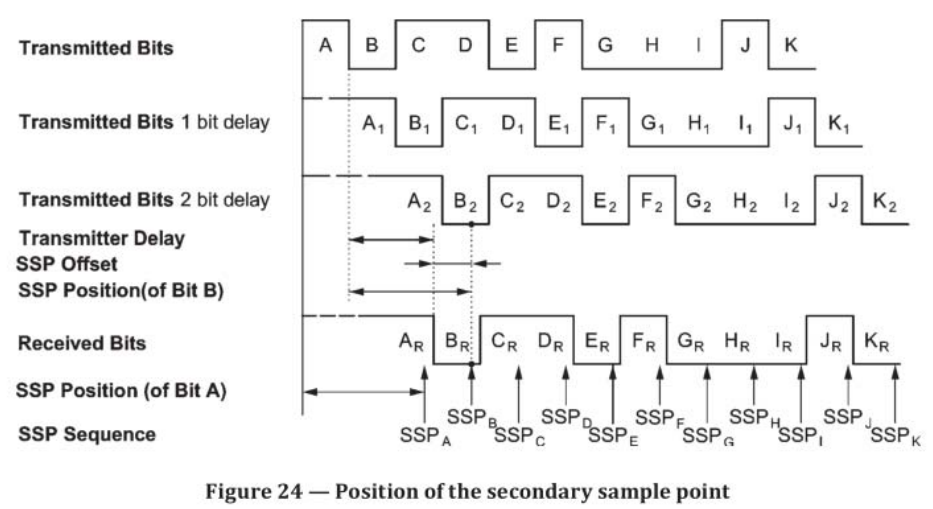 Transmitted Bits A B C D E F G H I J K
Transmitted Bits 1 bit delay A1 B1 C1 D1 E1 F1 G1 H1 I1 J1 K1
Transmitted Bits 2 bit delay A2 B2 C2 D2 E2 F2 G2 H2 I2 J2 K2
Transmitter Delay
SSP Offset
SSP Position(of Bit B)
Received Bits AR BR CR DR ER FR GR HR IR JR KR
SSP Position (of Bit A)
SSP Sequence SSPA SSPB SSPC SSPD SSPE SSPF SSPG SSPH SSPI SSPJ SSPK
Figure 24 — Position of the secondary sample point